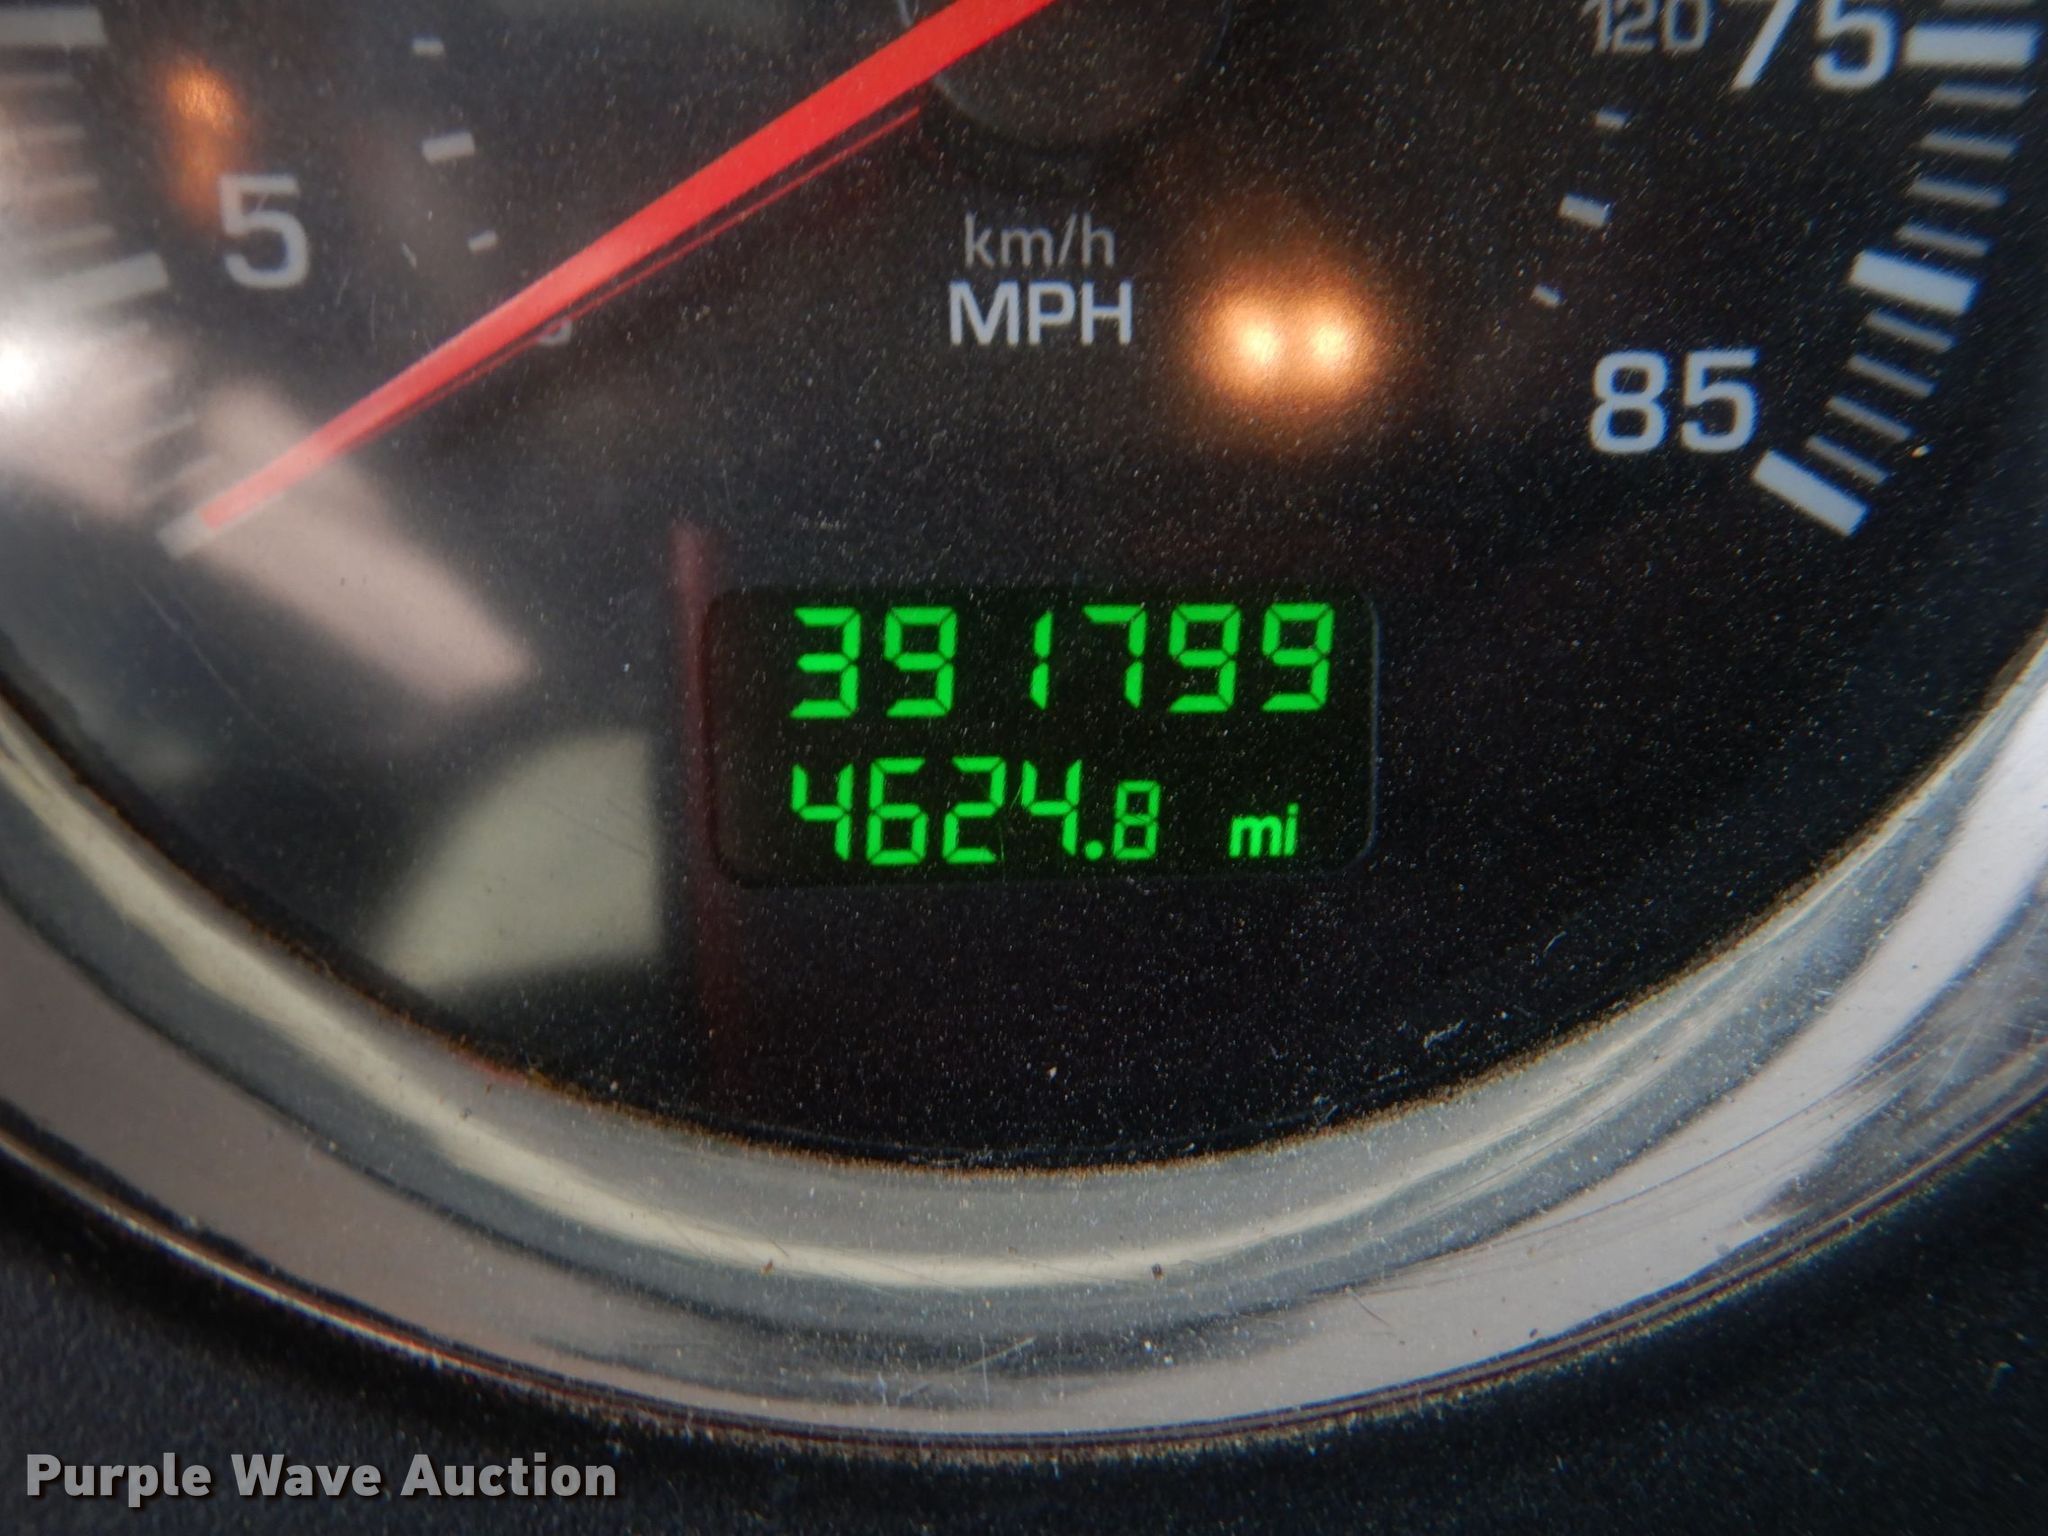 120 75
5
km/h
MPH
85
391799
4624.8 mi
Purple Wave Auction